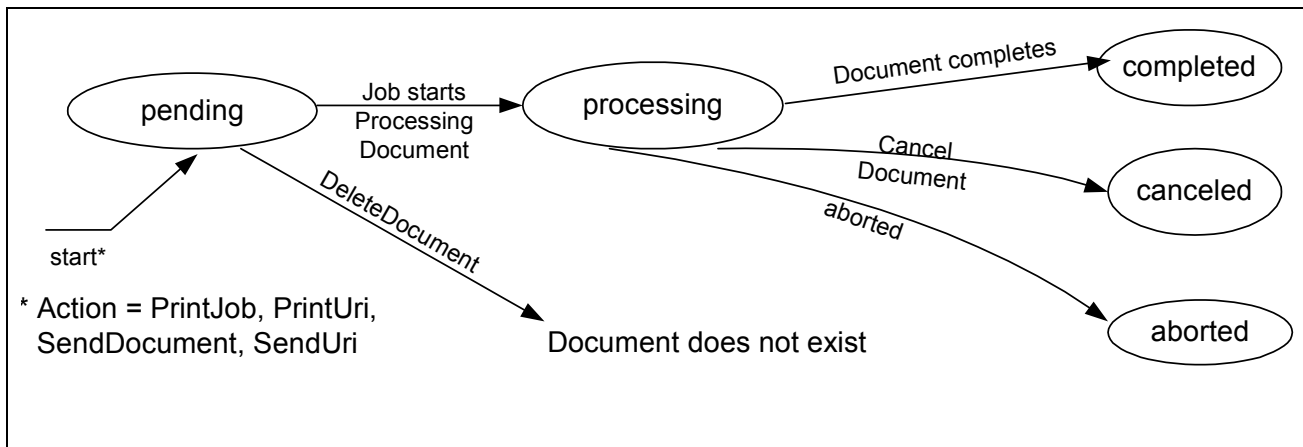 Document completes
completed
pending
Job starts
Processing
Document
processing
Cancel
Document
canceled
DeleteDocument
aborted
start*
* Action = PrintJob, PrintUri,
SendDocument, SendUri
Document does not exist
aborted